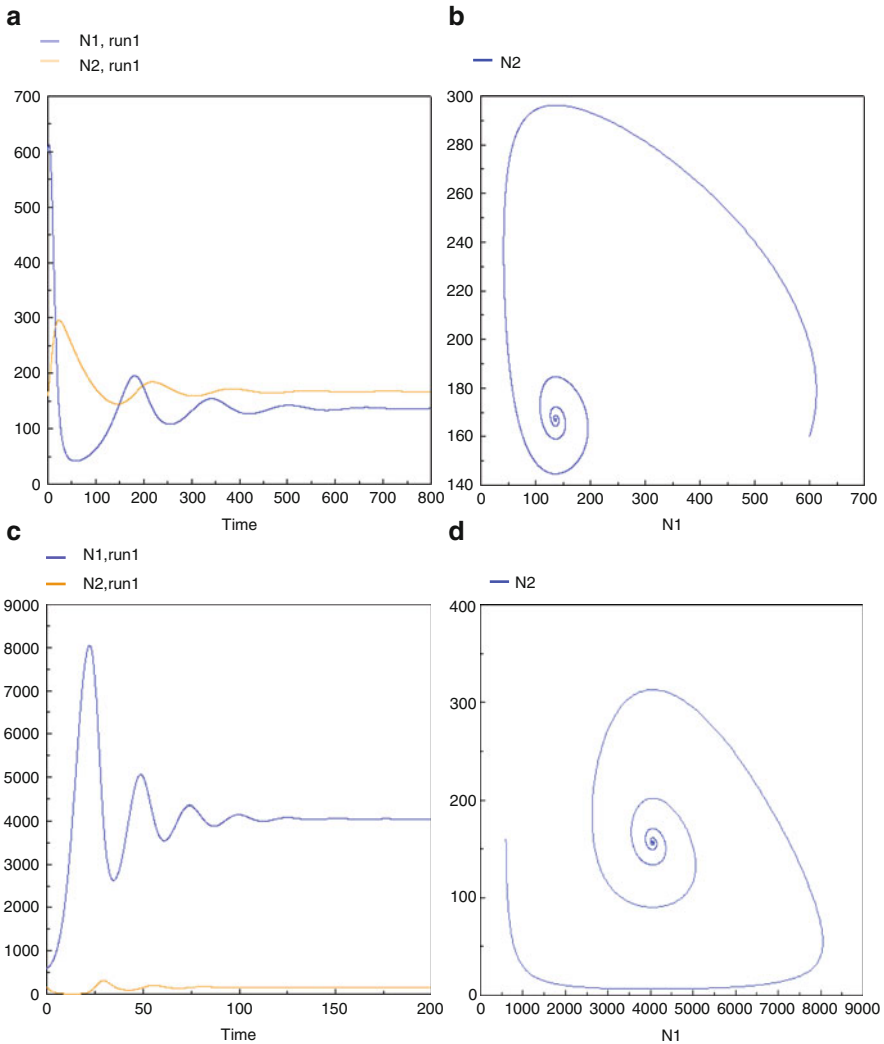 a
N1, run1
N2, run1
700
600
500
400
300
200
100
0
0 100 200 300 400 500 600 700 800
Time
b
N2
300
280
260
240
220
200
180
160
140
0 100 200 300 400 500 600 700
N1
c
N1,run1
N2,run1
9000
8000
7000
6000
5000
4000
3000
2000
1000
0
0 50 100 150 200
Time
d
N2
400
300
200
100
0
0 1000 2000 3000 4000 5000 6000 7000 8000 9000
N1